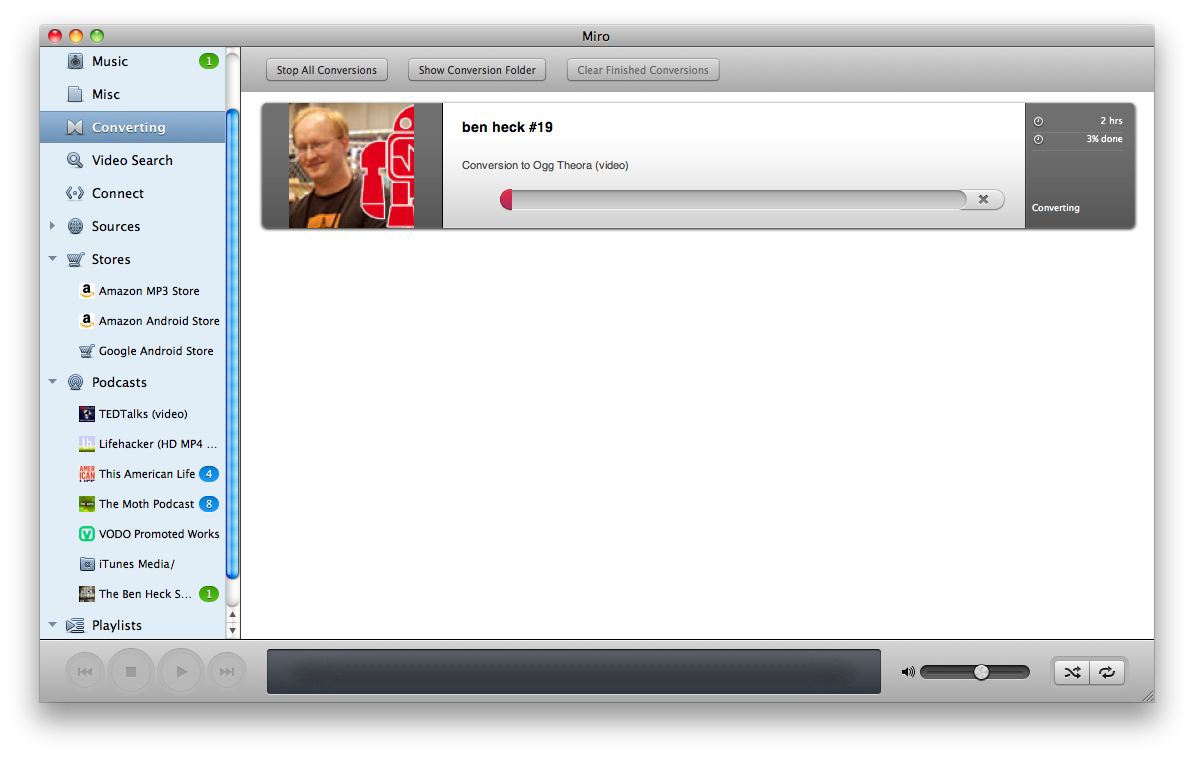 Miro
Music 1
Misc
Converting
Video Search
Connect
Sources
Stores
Amazon MP3 Store
Amazon Android Store
Google Android Store
Podcasts
TEDTalks (video)
Lifehacker (HD MP4 ...
This American Life 4
The Moth Podcast 8
VODO Promoted Works
iTunes Media/
The Ben Heck S... 1
Playlists
Stop All Conversions
Show Conversion Folder
Clear Finished Conversions
ben heck #19
Conversion to Ogg Theora (video)
2 hrs
3% done
Converting